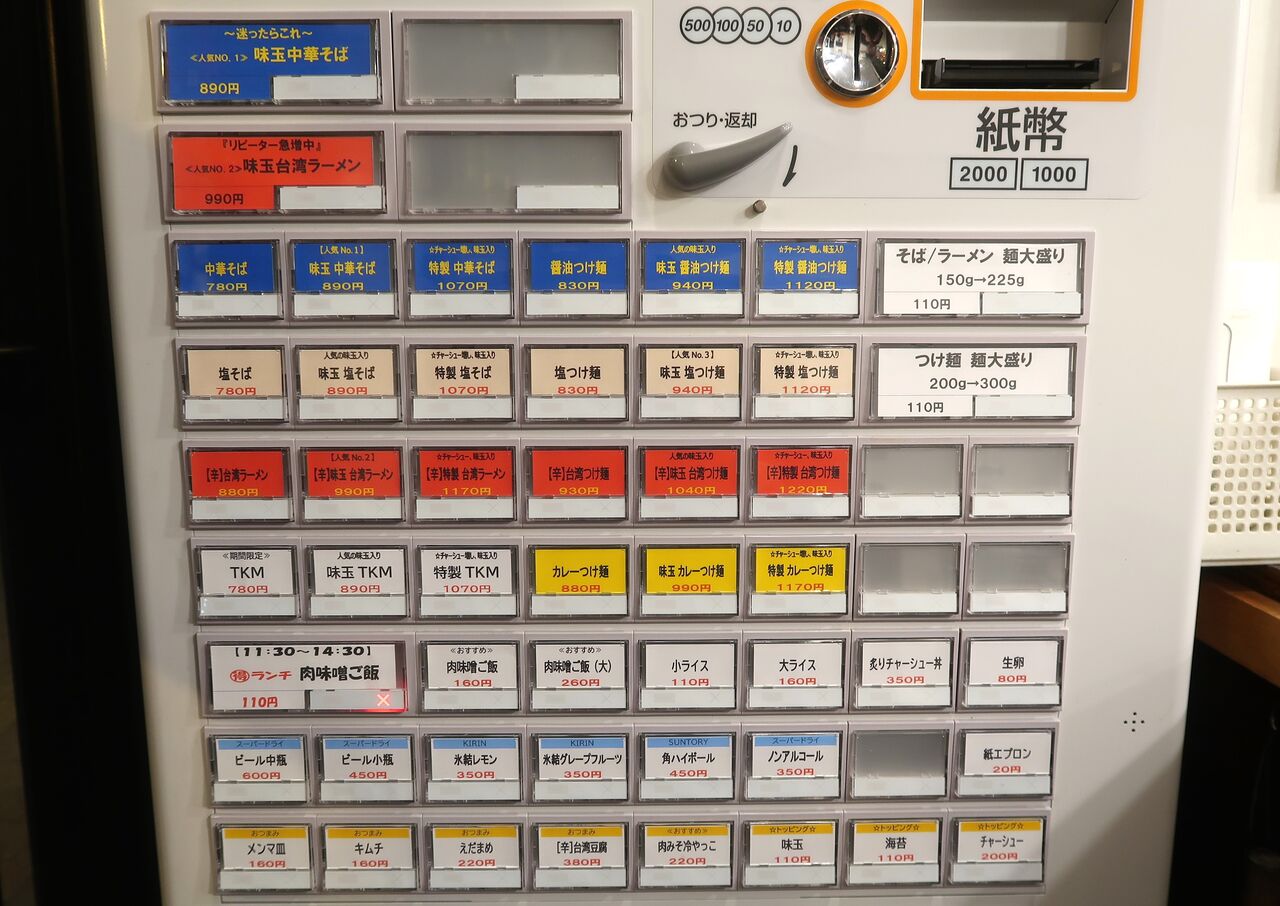 ～迷ったらこれ～
≪人気NO. 1≫ 味玉中華そば
890円
500 100 50 10
おつり・返却
紙幣
2000 1000
『リピーター急増中』
≪人気NO. 2≫味玉台湾ラーメン
990円
中華そば
780円
【人気 No.1】
味玉 中華そば
890円
☆チャーシュー増し、味玉入り
特製 中華そば
1070円
醤油つけ麺
830円
人気の味玉入り
味玉 醤油つけ麺
940円
☆チャーシュー増し、味玉入り
特製 醤油つけ麺
1120円
そば/ラーメン 麺大盛り
150g→225g
110円
塩そば
780円
人気の味玉入り
味玉 塩そば
890円
☆チャーシュー増し、味玉入り
特製 塩そば
1070円
塩つけ麺
830円
【人気 No.3】
味玉 塩つけ麺
940円
☆チャーシュー増し、味玉入り
特製 塩つけ麺
1120円
つけ麺 麺大盛り
200g→300g
110円
【辛】台湾ラーメン
880円
【人気 No.2】
【辛】味玉 台湾ラーメン
990円
☆チャーシュー増し、味玉入り
【辛】特製 台湾ラーメン
1170円
【辛】台湾つけ麺
930円
人気の味玉入り
【辛】味玉 台湾つけ麺
1040円
☆チャーシュー増し、味玉入り
【辛】特製 台湾つけ麺
1220円
≪期間限定≫
TKM
780円
人気の味玉入り
味玉 TKM
890円
☆チャーシュー増し、味玉入り
特製 TKM
1070円
カレーつけ麺
880円
味玉 カレーつけ麺
990円
☆チャーシュー増し、味玉入り
特製 カレーつけ麺
1170円
【11:30～14:30】
得ランチ 肉味噌ご飯
110円
×
≪おすすめ≫
肉味噌ご飯
160円
≪おすすめ≫
肉味噌ご飯（大）
260円
小ライス
110円
大ライス
160円
炙りチャーシュー丼
350円
生卵
80円
スーパードライ
ビール中瓶
600円
スーパードライ
ビール小瓶
450円
KIRIN
氷結レモン
350円
KIRIN
氷結グレープフルーツ
350円
SUNTORY
角ハイボール
450円
スーパードライ
ノンアルコール
350円
紙エプロン
20円
おつまみ
メンマ皿
160円
おつまみ
キムチ
160円
おつまみ
えだまめ
220円
おつまみ
【辛】台湾豆腐
380円
≪おすすめ≫
肉みそ冷やっこ
220円
☆トッピング☆
味玉
110円
☆トッピング☆
海苔
110円
☆トッピング☆
チャーシュー
200円